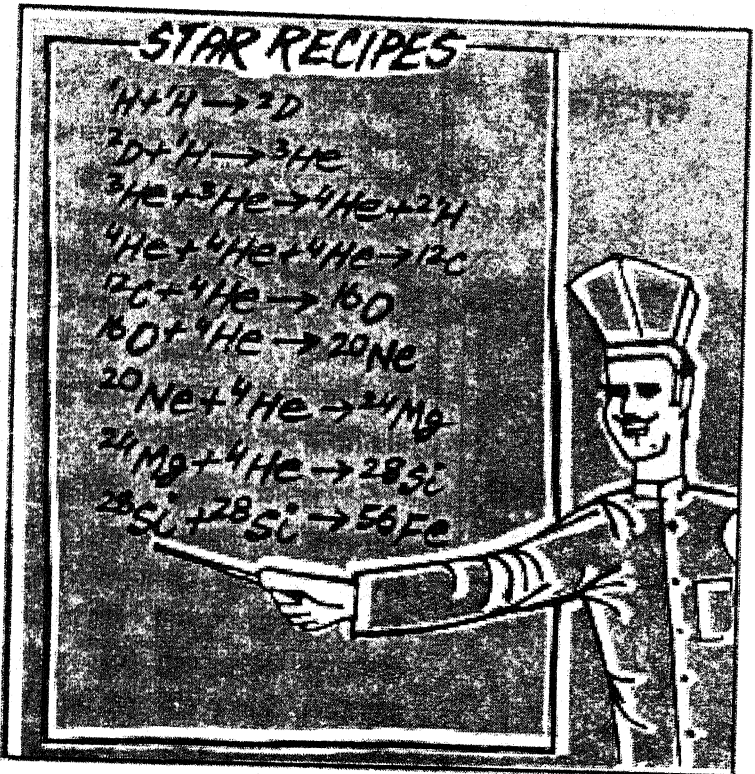 STAR RECIPES
¹H+¹H→²D
²D+¹H→³He
³He+³He→⁴He+2¹H
⁴He+⁴He+⁴He→¹²C
¹²C+⁴He→¹⁶O
¹⁶O+⁴He→²⁰Ne
²⁰Ne+⁴He→²⁴Mg
²⁴Mg+⁴He→²⁸Si
²⁸Si+²⁸Si→⁵⁶Fe